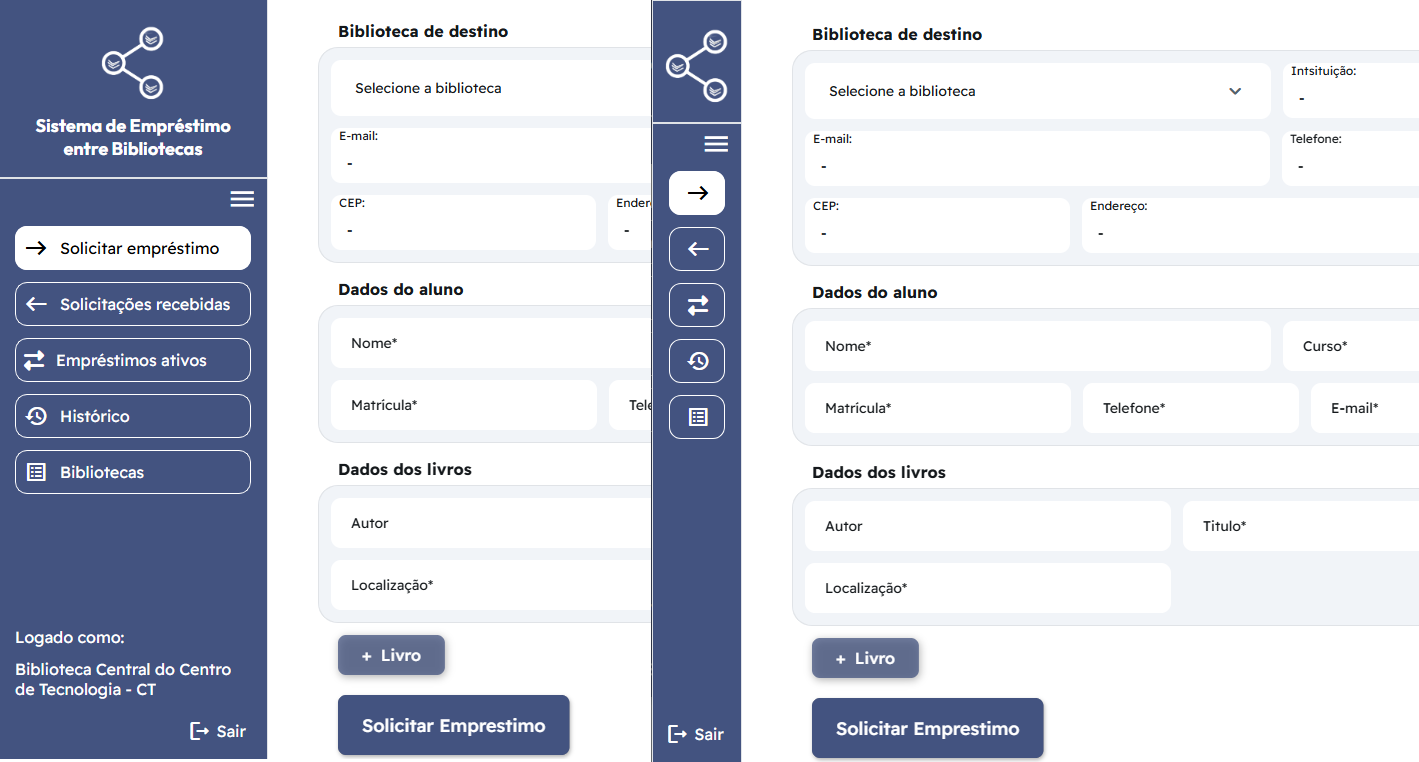 Sistema de Empréstimo
entre Bibliotecas
Solicitar empréstimo
Solicitações recebidas
Empréstimos ativos
Histórico
Bibliotecas
Logado como:
Biblioteca Central do Centro
de Tecnologia - CT
Sair
Biblioteca de destino
Selecione a biblioteca
E-mail:
-
CEP:
-
Ender
-
Dados do aluno
Nome*
Matrícula*
Tele
Dados dos livros
Autor
Localização*
+ Livro
Solicitar Emprestimo
Sair
Biblioteca de destino
Selecione a biblioteca
Intsituição:
-
E-mail:
-
Telefone:
-
CEP:
-
Endereço:
-
Dados do aluno
Nome*
Curso*
Matrícula*
Telefone*
E-mail*
Dados dos livros
Autor
Titulo*
Localização*
+ Livro
Solicitar Emprestimo